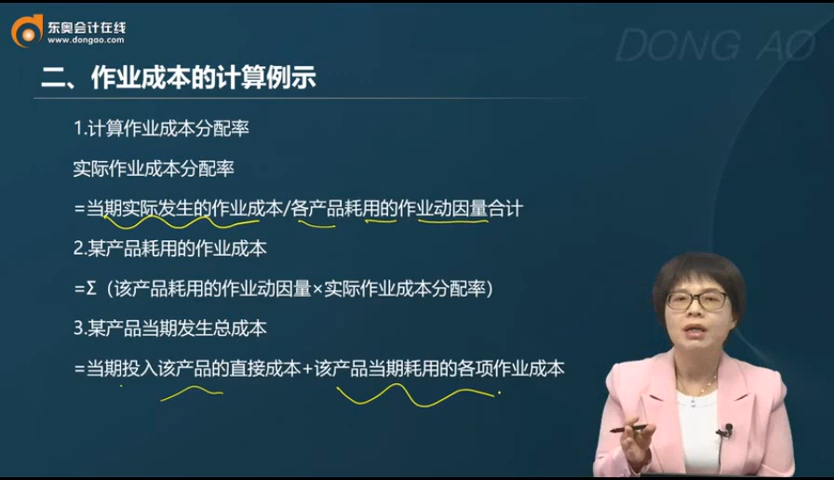 东奥会计在线
www.dongao.com
DONG AO
二、作业成本的计算例示
1.计算作业成本分配率
实际作业成本分配率
=当期实际发生的作业成本/各产品耗用的作业动因量合计
2.某产品耗用的作业成本
=Σ（该产品耗用的作业动因量×实际作业成本分配率）
3.某产品当期发生总成本
=当期投入该产品的直接成本+该产品当期耗用的各项作业成本